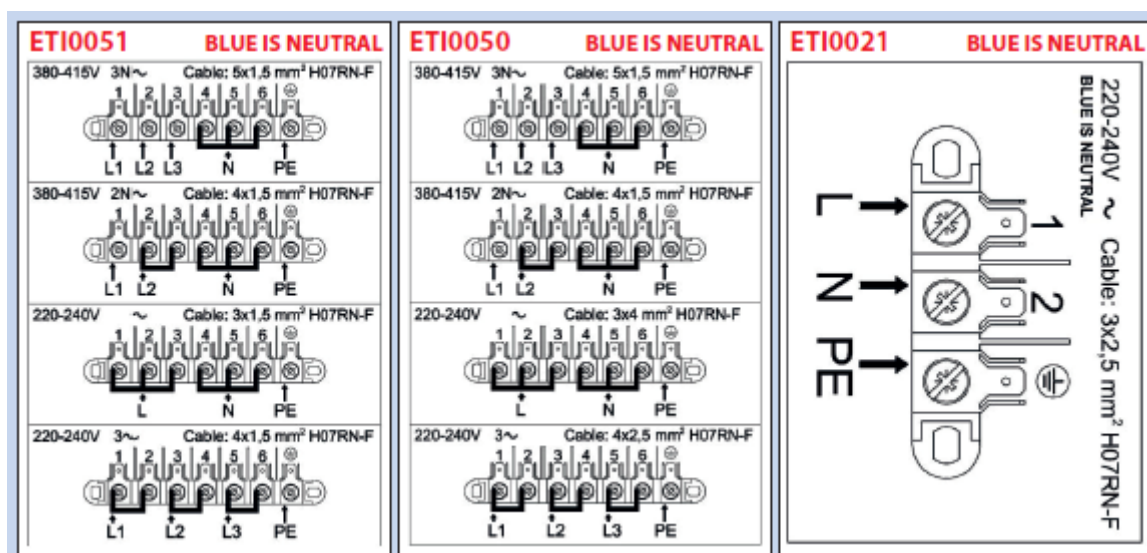 ETI0051 BLUE IS NEUTRAL
380-415V 3N~ Cable: 5x1,5 mm² H07RN-F
1 2 3 4 5 6
L1 L2 L3 N PE
380-415V 2N~ Cable: 4x1,5 mm² H07RN-F
1 2 3 4 5 6
L1 L2 N PE
220-240V ~ Cable: 3x1,5 mm² H07RN-F
1 2 3 4 5 6
L N PE
220-240V 3~ Cable: 4x1,5 mm² H07RN-F
1 2 3 4 5 6
L1 L2 L3 PE
ETI0050 BLUE IS NEUTRAL
380-415V 3N~ Cable: 5x1,5 mm² H07RN-F
1 2 3 4 5 6
L1 L2 L3 N PE
380-415V 2N~ Cable: 4x1,5 mm² H07RN-F
1 2 3 4 5 6
L1 L2 N PE
220-240V ~ Cable: 3x4 mm² H07RN-F
1 2 3 4 5 6
L N PE
220-240V 3~ Cable: 4x2,5 mm² H07RN-F
1 2 3 4 5 6
L1 L2 L3 PE
ETI0021 BLUE IS NEUTRAL
220-240V ~ Cable: 3x2,5 mm² H07RN-F
BLUE IS NEUTRAL
1 2
L N PE